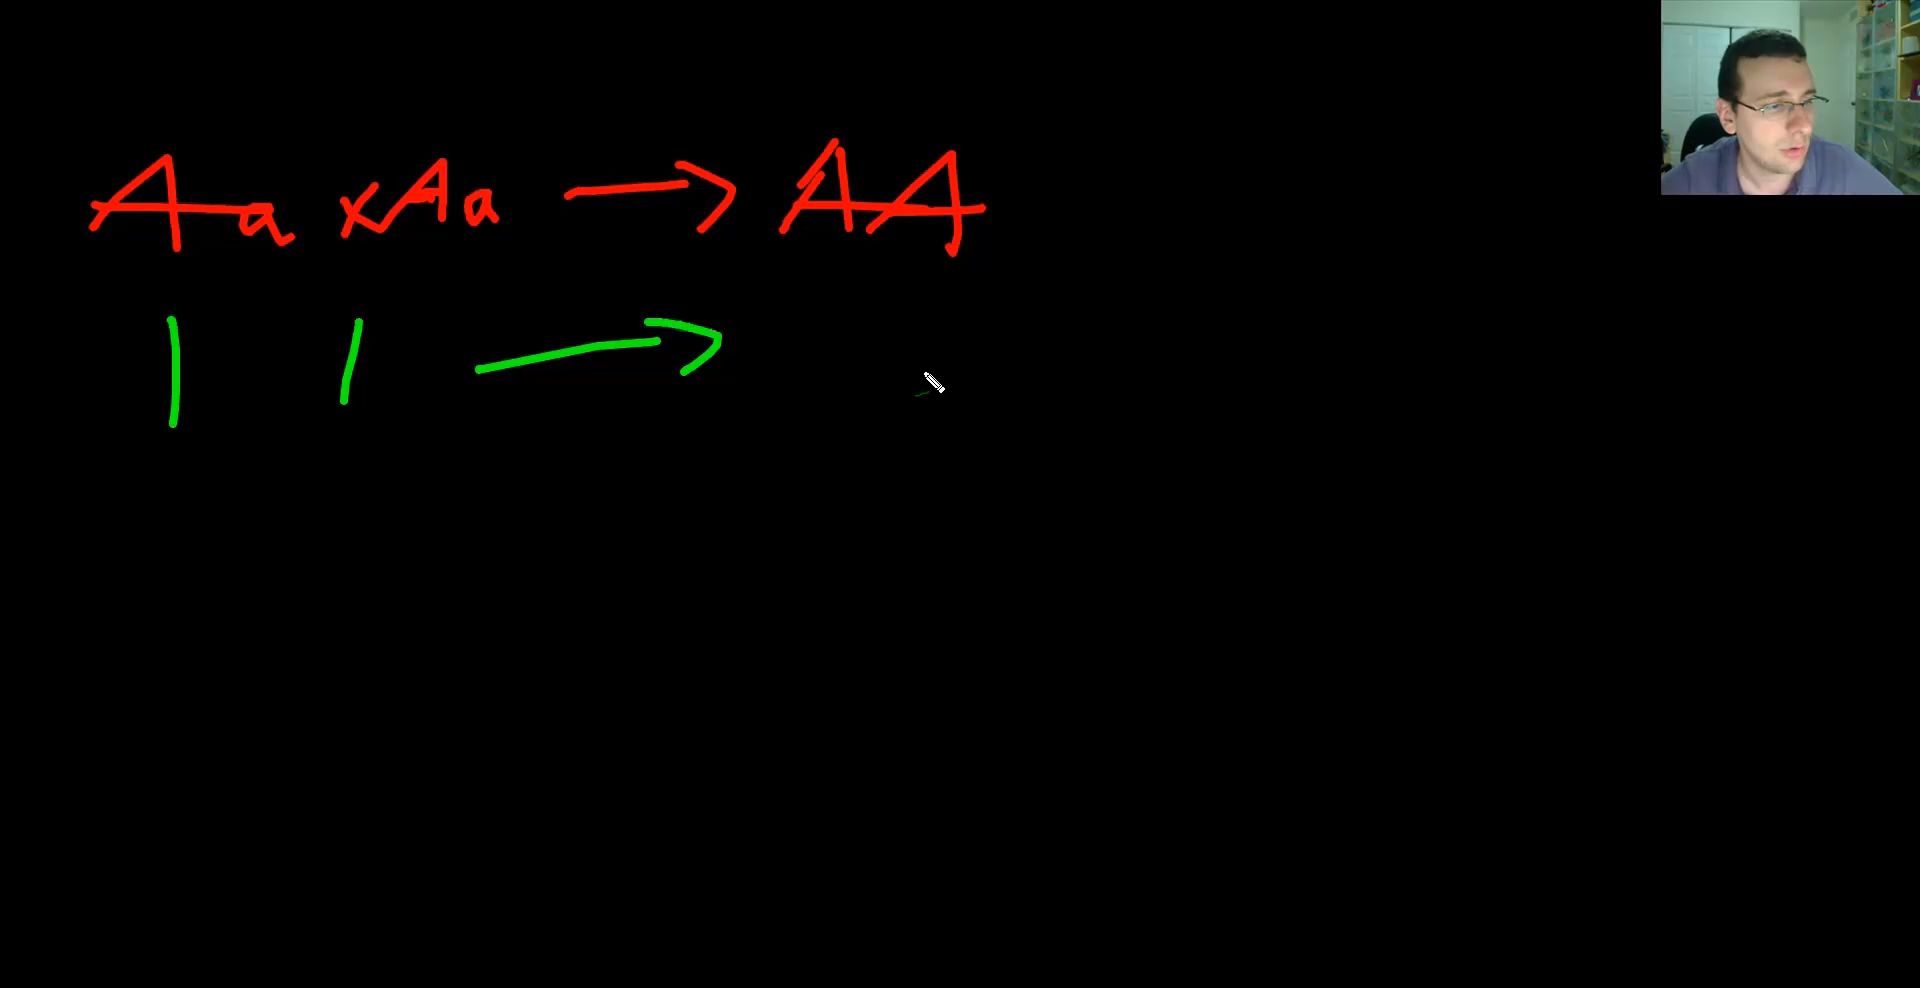 Aa x Aa → AA
| | →